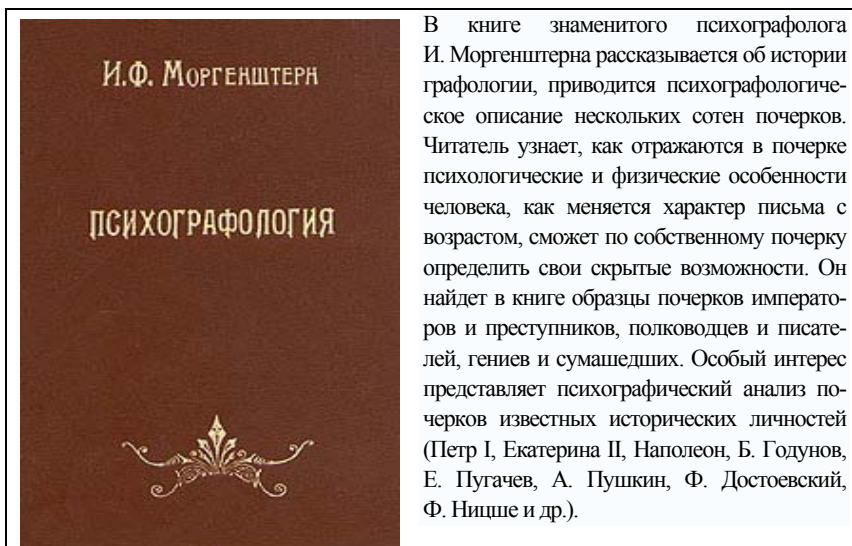 И.Ф. Моргенштерн
ПСИХОГРАФОЛОГИЯ
В книге знаменитого психографолога
И. Моргенштерна рассказывается об истории
графологии, приводится психографологиче-
ское описание нескольких сотен почерков.
Читатель узнает, как отражаются в почерке
психологические и физические особенности
человека, как меняется характер письма с
возрастом, сможет по собственному почерку
определить свои скрытые возможности. Он
найдет в книге образцы почерков императо-
ров и преступников, полководцев и писате-
лей, гениев и сумашедших. Особый интерес
представляет психографический анализ по-
черков известных исторических личностей
(Петр I, Екатерина II, Наполеон, Б. Годунов,
Е. Пугачев, А. Пушкин, Ф. Достоевский,
Ф. Ницше и др.).